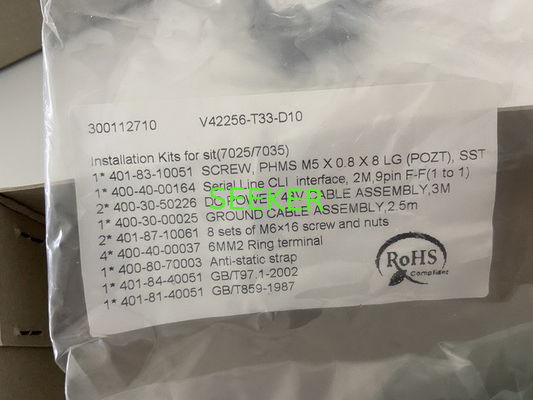 300112710 V42256-T33-D10
Installation Kits for sit(7025/7035)
1* 401-83-10051 SCREW, PHMS M5 X 0.8 X 8 LG (POZT), SST
1* 400-40-00164 Serial Line CLI interface, 2M,9pin F-F(1 to 1)
2* 400-30-50226 DC POWER, 48V CABLE ASSEMBLY,3M
1* 400-30-00025 GROUND CABLE ASSEMBLY,2.5m
2* 401-87-10061 8 sets of M6×16 screw and nuts
4* 400-40-00037 6MM2 Ring terminal
1* 400-80-70003 Anti-static strap
1* 401-84-40051 GB/T97.1-2002
1* 401-81-40051 GB/T859-1987
SEEKER
RoHS
Compliant